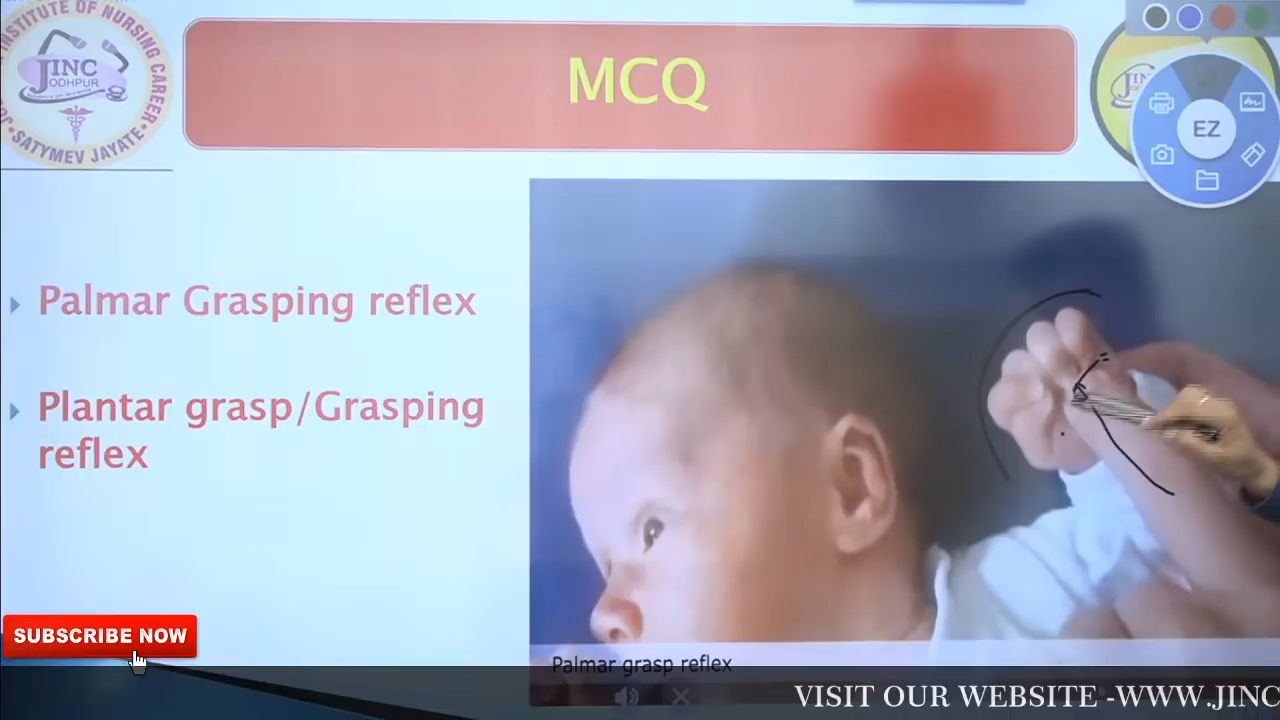 INSTITUTE OF NURSING CAREER
JINC
JODHPUR
SATYMEV JAYATE
MCQ
EZ
Palmar Grasping reflex
Plantar grasp/Grasping
reflex
SUBSCRIBE NOW
Palmar grasp reflex
VISIT OUR WEBSITE -WWW.JINC